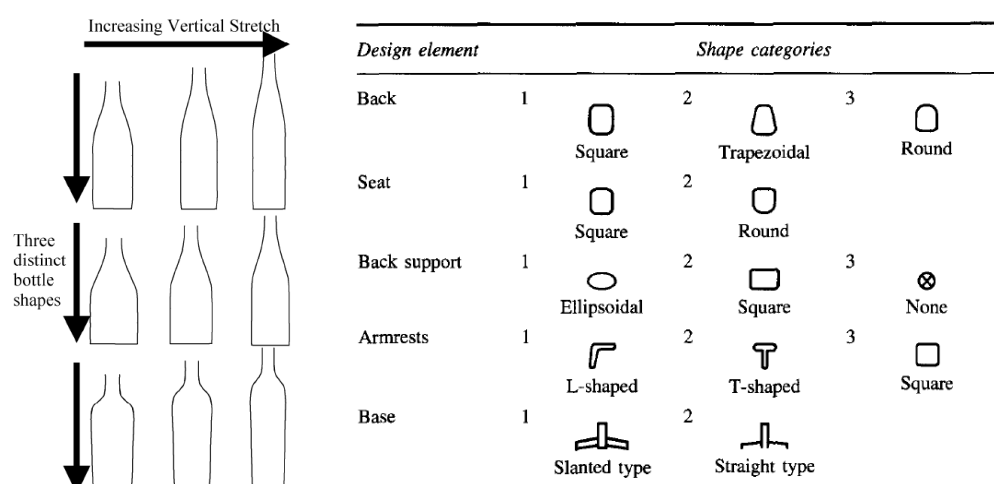 Increasing Vertical Stretch
Three
distinct
bottle
shapes
Design element Shape categories
Back 1 2 3
Square Trapezoidal Round
Seat 1 2
Square Round
Back support 1 2 3
Ellipsoidal Square None
Armrests 1 2 3
L-shaped T-shaped Square
Base 1 2
Slanted type Straight type